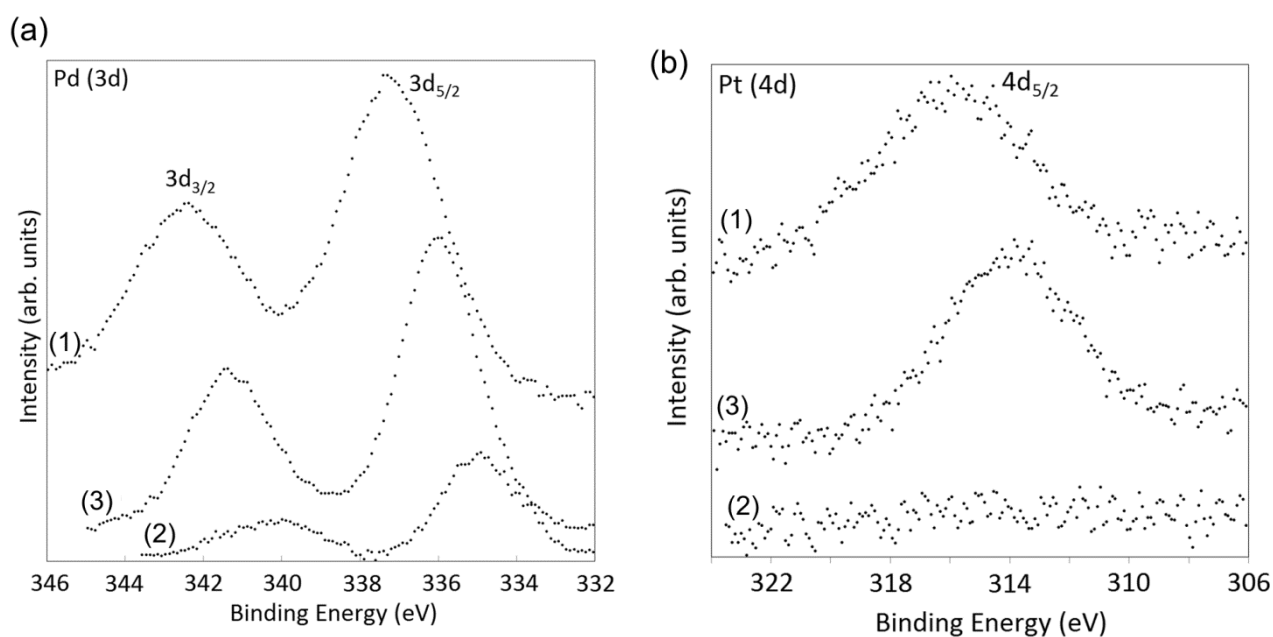 (a)
Pd (3d)
3d5/2
3d3/2
(1)
(3)
(2)
Intensity (arb. units)
346 344 342 340 338 336 334 332
Binding Energy (eV)
(b)
Pt (4d)
4d5/2
(1)
(3)
(2)
Intensity (arb. units)
322 318 314 310 306
Binding Energy (eV)